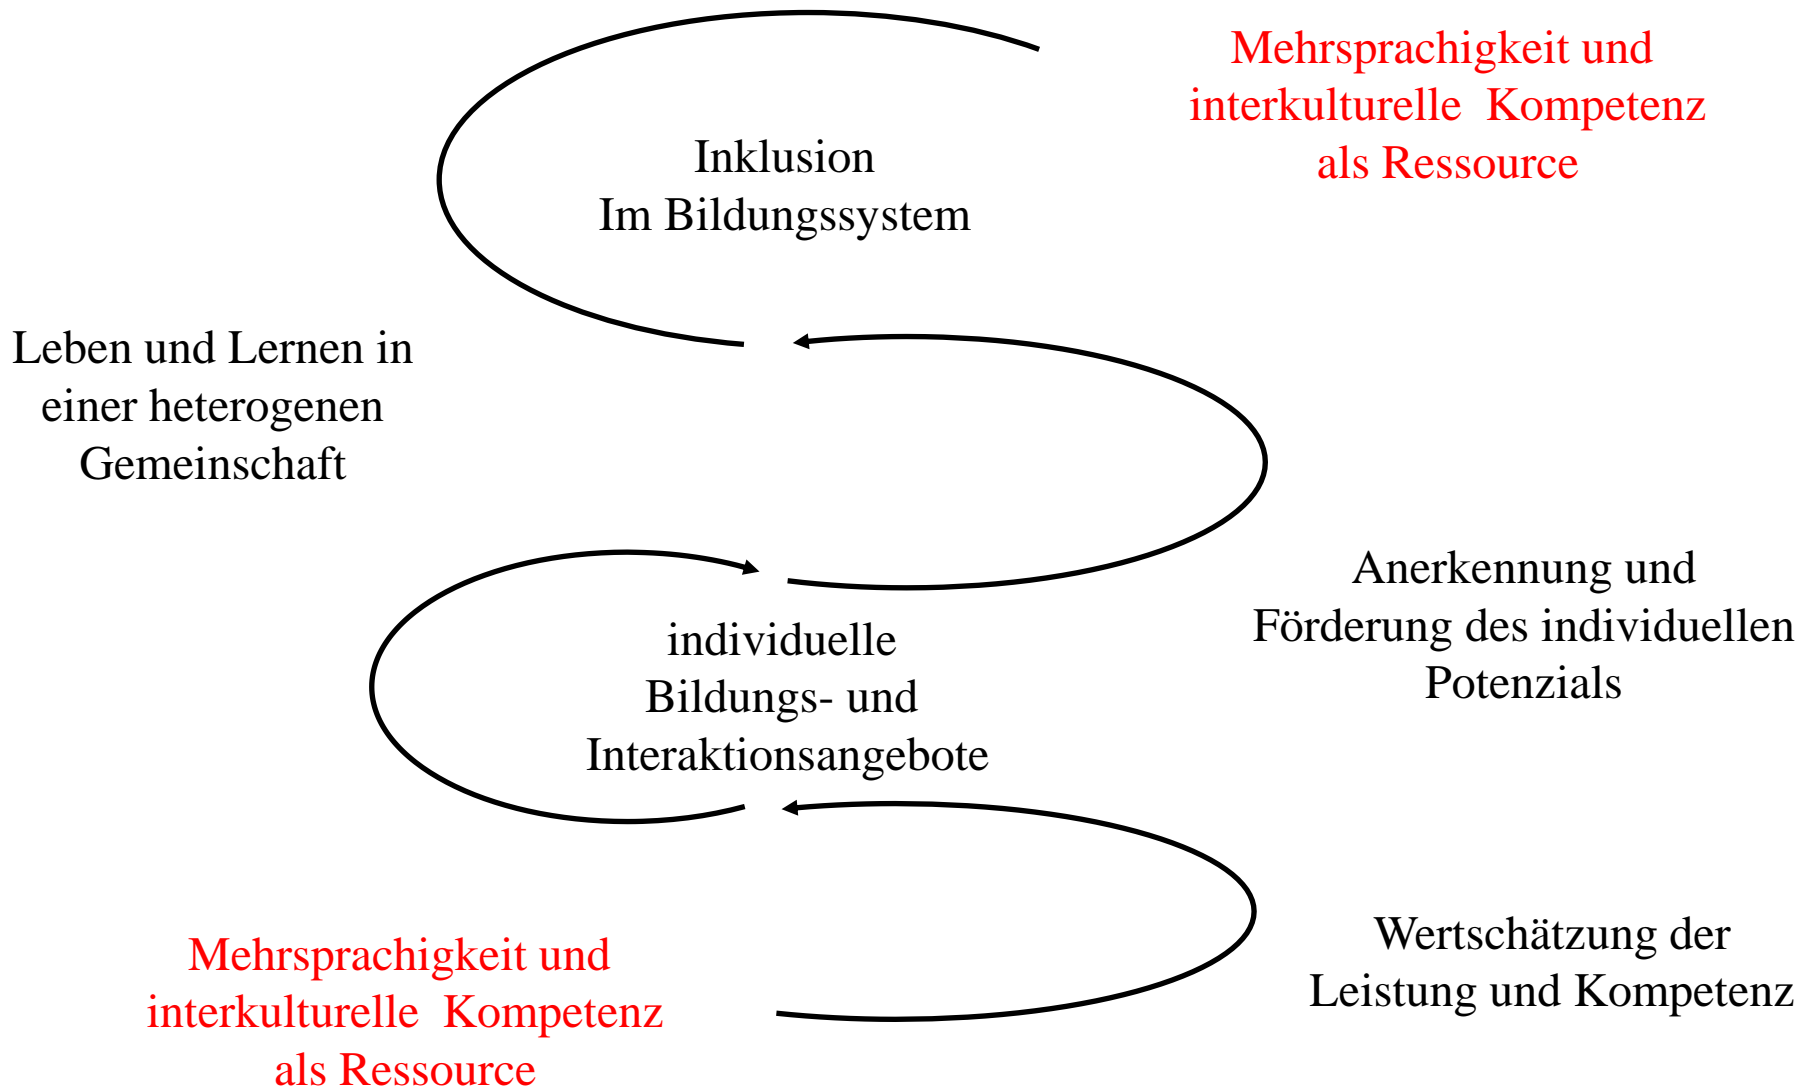 Mehrsprachigkeit und
interkulturelle Kompetenz
als Ressource
Inklusion
Im Bildungssystem
Leben und Lernen in
einer heterogenen
Gemeinschaft
Anerkennung und
Förderung des individuellen
Potenzials
individuelle
Bildungs- und
Interaktionsangebote
Wertschätzung der
Leistung und Kompetenz
Mehrsprachigkeit und
interkulturelle Kompetenz
als Ressource